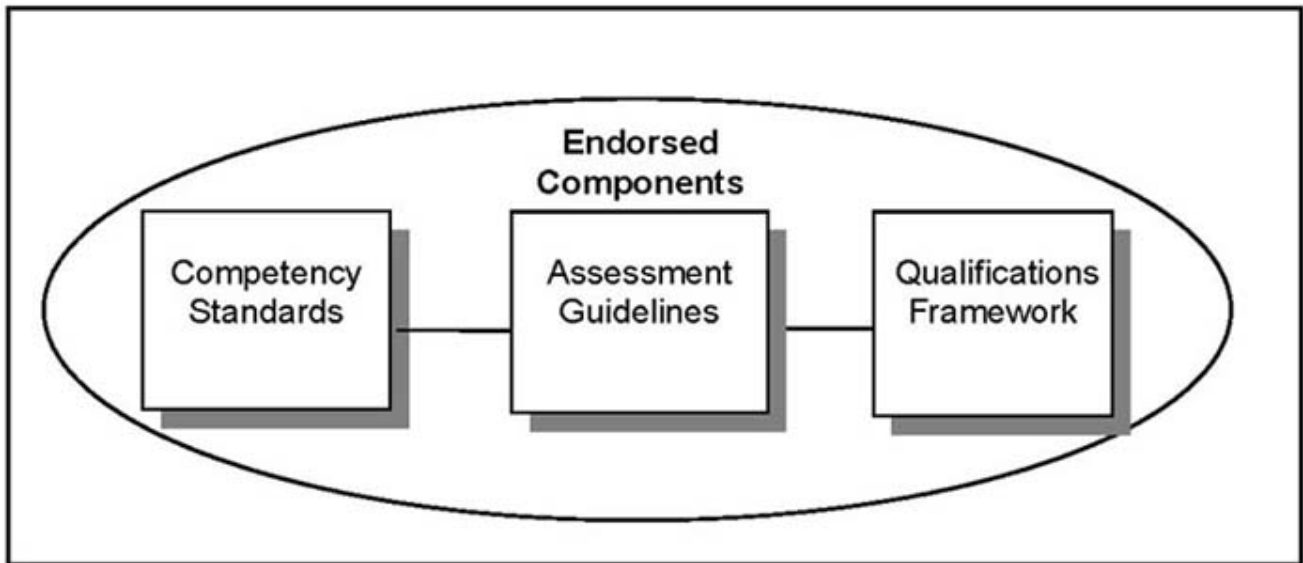 Endorsed
Components
Competency
Standards
Assessment
Guidelines
Qualifications
Framework